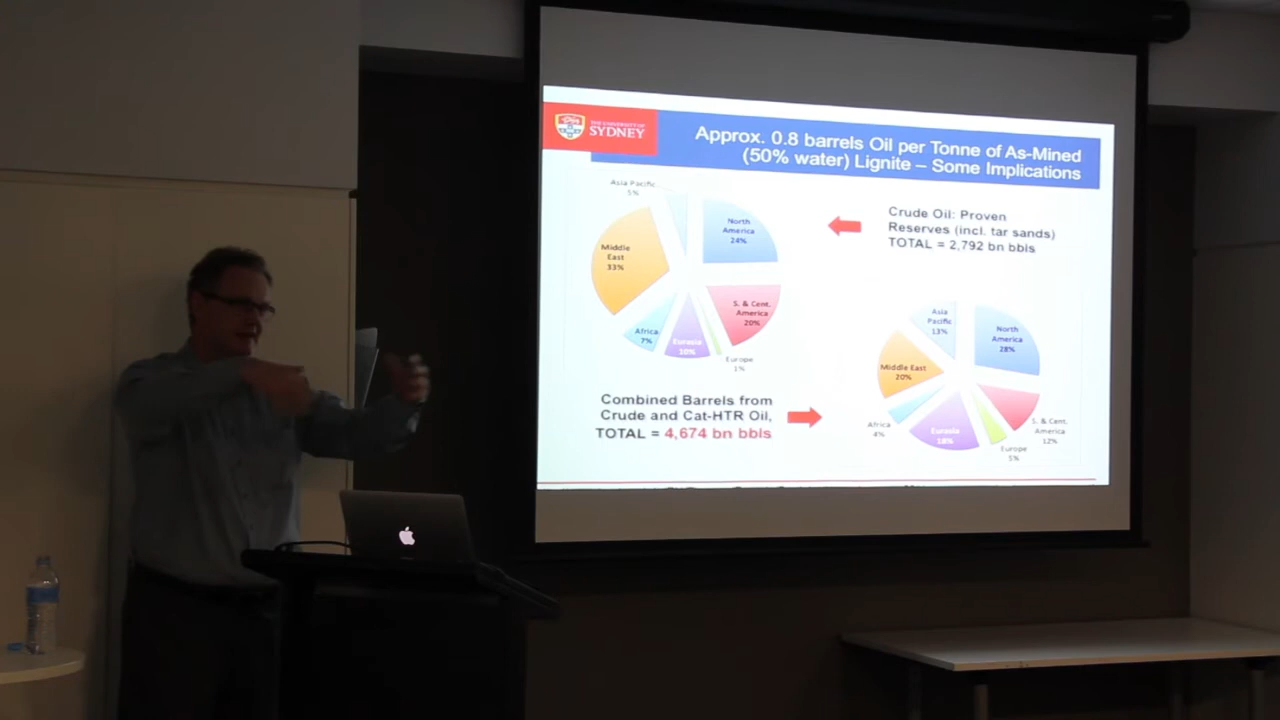 THE UNIVERSITY OF
SYDNEY
Approx. 0.8 barrels Oil per Tonne of As-Mined
(50% water) Lignite – Some Implications
Asia Pacific
5%
North
America
24%
Middle
East
33%
S. & Cent.
America
20%
Africa
7%
Eurasia
10%
Europe
1%
Crude Oil: Proven
Reserves (incl. tar sands)
TOTAL = 2,792 bn bbls
Combined Barrels from
Crude and Cat-HTR Oil,
TOTAL = 4,674 bn bbls
Asia
Pacific
13%
North
America
28%
Middle East
20%
Africa
4%
Eurasia
18%
Europe
5%
S. & Cent.
America
12%